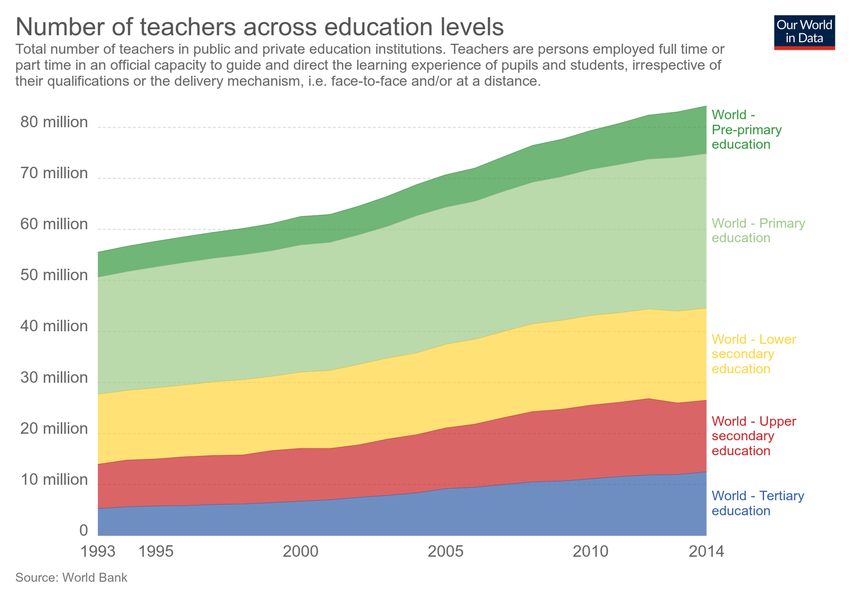 Number of teachers across education levels
Our World
in Data
Total number of teachers in public and private education institutions. Teachers are persons employed full time or
part time in an official capacity to guide and direct the learning experience of pupils and students, irrespective of
their qualifications or the delivery mechanism, i.e. face-to-face and/or at a distance.
80 million
70 million
60 million
50 million
40 million
30 million
20 million
10 million
0
World -
Pre-primary
education
World - Primary
education
World - Lower
secondary
education
World - Upper
secondary
education
World - Tertiary
education
1993
1995
2000
2005
2010
2014
Source: World Bank